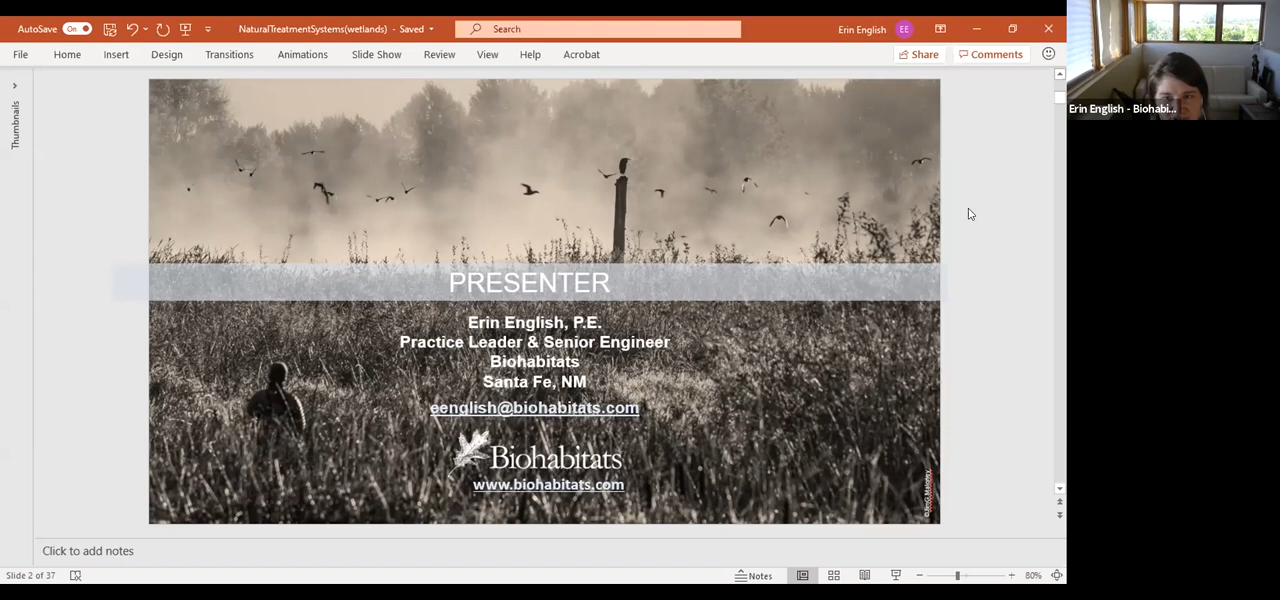 AutoSave On NaturalTreatmentSystems(wetlands) - Saved Search Erin English EE
File Home Insert Design Transitions Animations Slide Show Review View Help Acrobat Share Comments
Erin English - Biohabi...
Thumbnails
PRESENTER
Erin English, P.E.
Practice Leader & Senior Engineer
Biohabitats
Santa Fe, NM
eenglish@biohabitats.com
Biohabitats
www.biohabitats.com
Click to add notes
Slide 2 of 37 Notes 80%